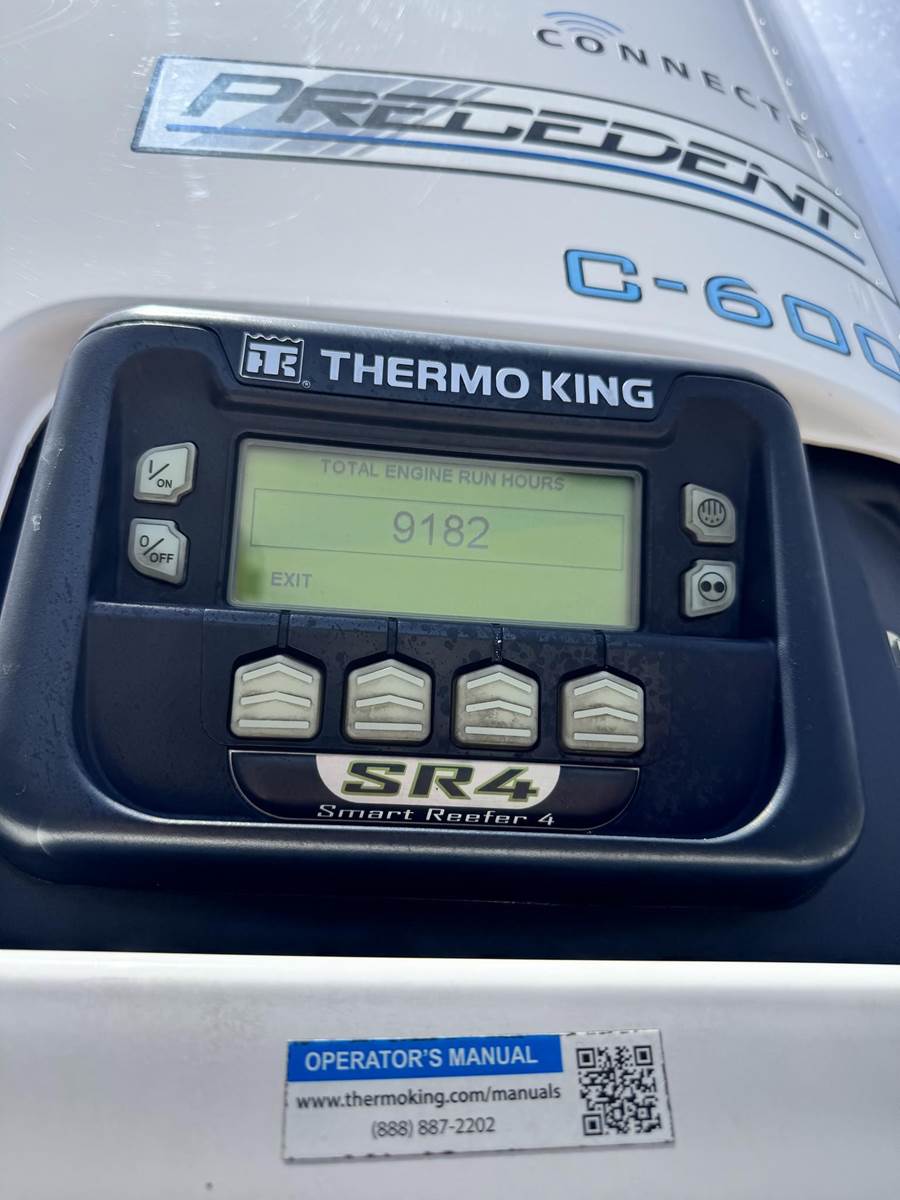 CONNECTED
PRECEDENT
C-600
TK
THERMO KING
I/ON
O/OFF
TOTAL ENGINE RUN HOURS
9182
EXIT
SR4
Smart Reefer 4
OPERATOR'S MANUAL
www.thermoking.com/manuals
(888) 887-2202